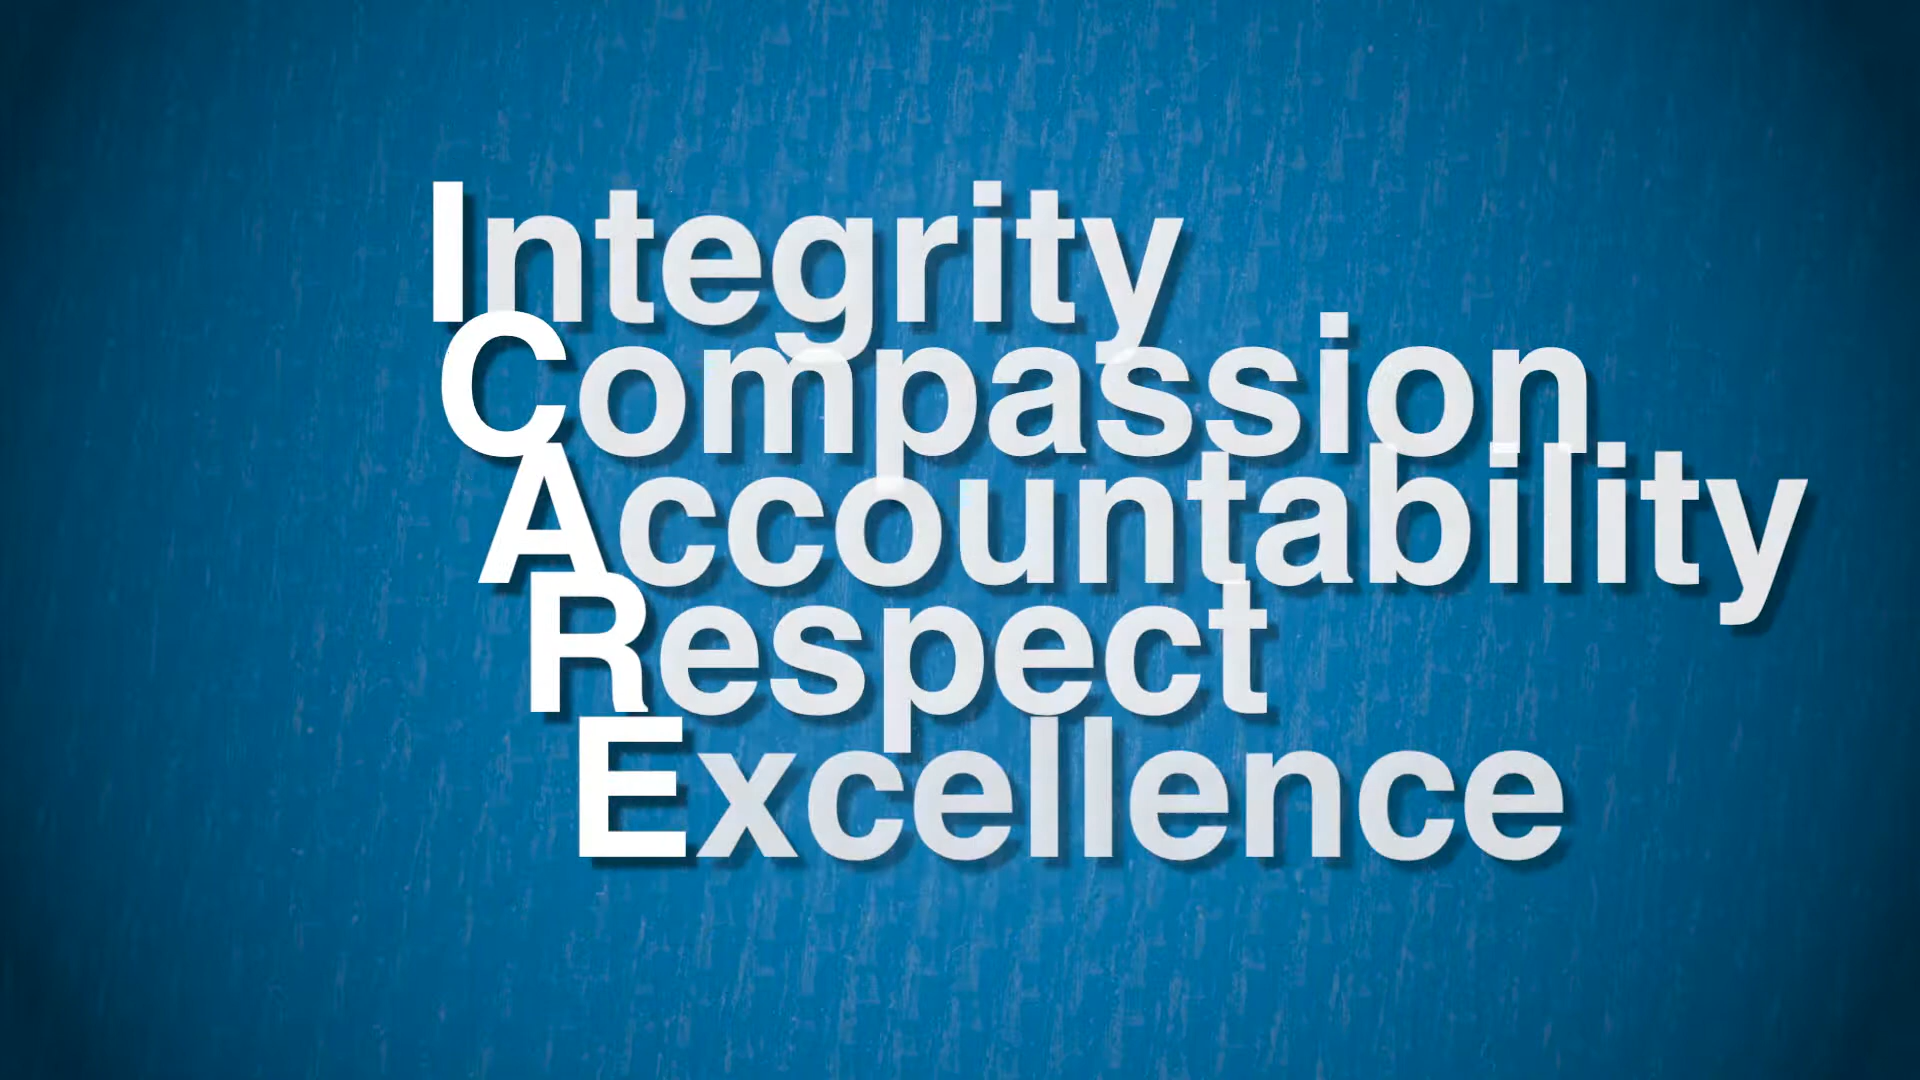 Integrity
Compassion
Accountability
Respect
Excellence